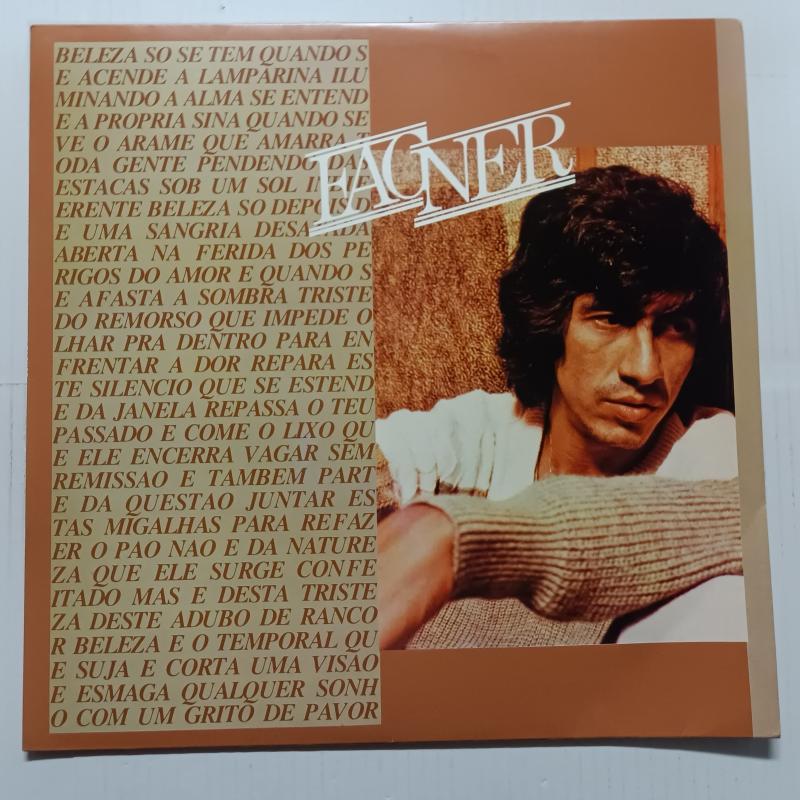 BELEZA SO SE TEM QUANDO S
E ACENDE A LAMPARINA ILU
MINANDO A ALMA SE ENTEND
E A PROPRIA SINA QUANDO SE
VE O ARAME QUE AMARRA T
ODA GENTE PENDENDO DAS
ESTACAS SOB UM SOL
ERENTE BELEZA SO DEPOIS D
E UMA SANGRIA DESATADA
ABERTA NA FERIDA DOS PE
RIGOS DO AMOR E QUANDO S
E AFASTA A SOMBRA TRISTE
DO REMORSO QUE IMPEDE O
LHAR PRA DENTRO PARA EN
FRENTAR A DOR REPARA ES
TE SILENCIO QUE SE ESTEND
E DA JANELA REPASSA O TEU
PASSADO E COME O LIXO QU
E ELE ENCERRA VAGAR SEM
REMISSAO E TAMBEM PART
E DA QUESTAO JUNTAR ES
TAS MIGALHAS PARA REFAZ
ER O PAO NAO E DA NATURE
ZA QUE ELE SURGE CONFE
ITADO MAS E DESTA TRISTE
ZA DESTE ADUBO DE RANCO
R BELEZA E O TEMPORAL QU
E SUJA E CORTA UMA VISÃO
E ESMAGA QUALQUER SONH
O COM UM GRITO DE PAVOR
FAGNER